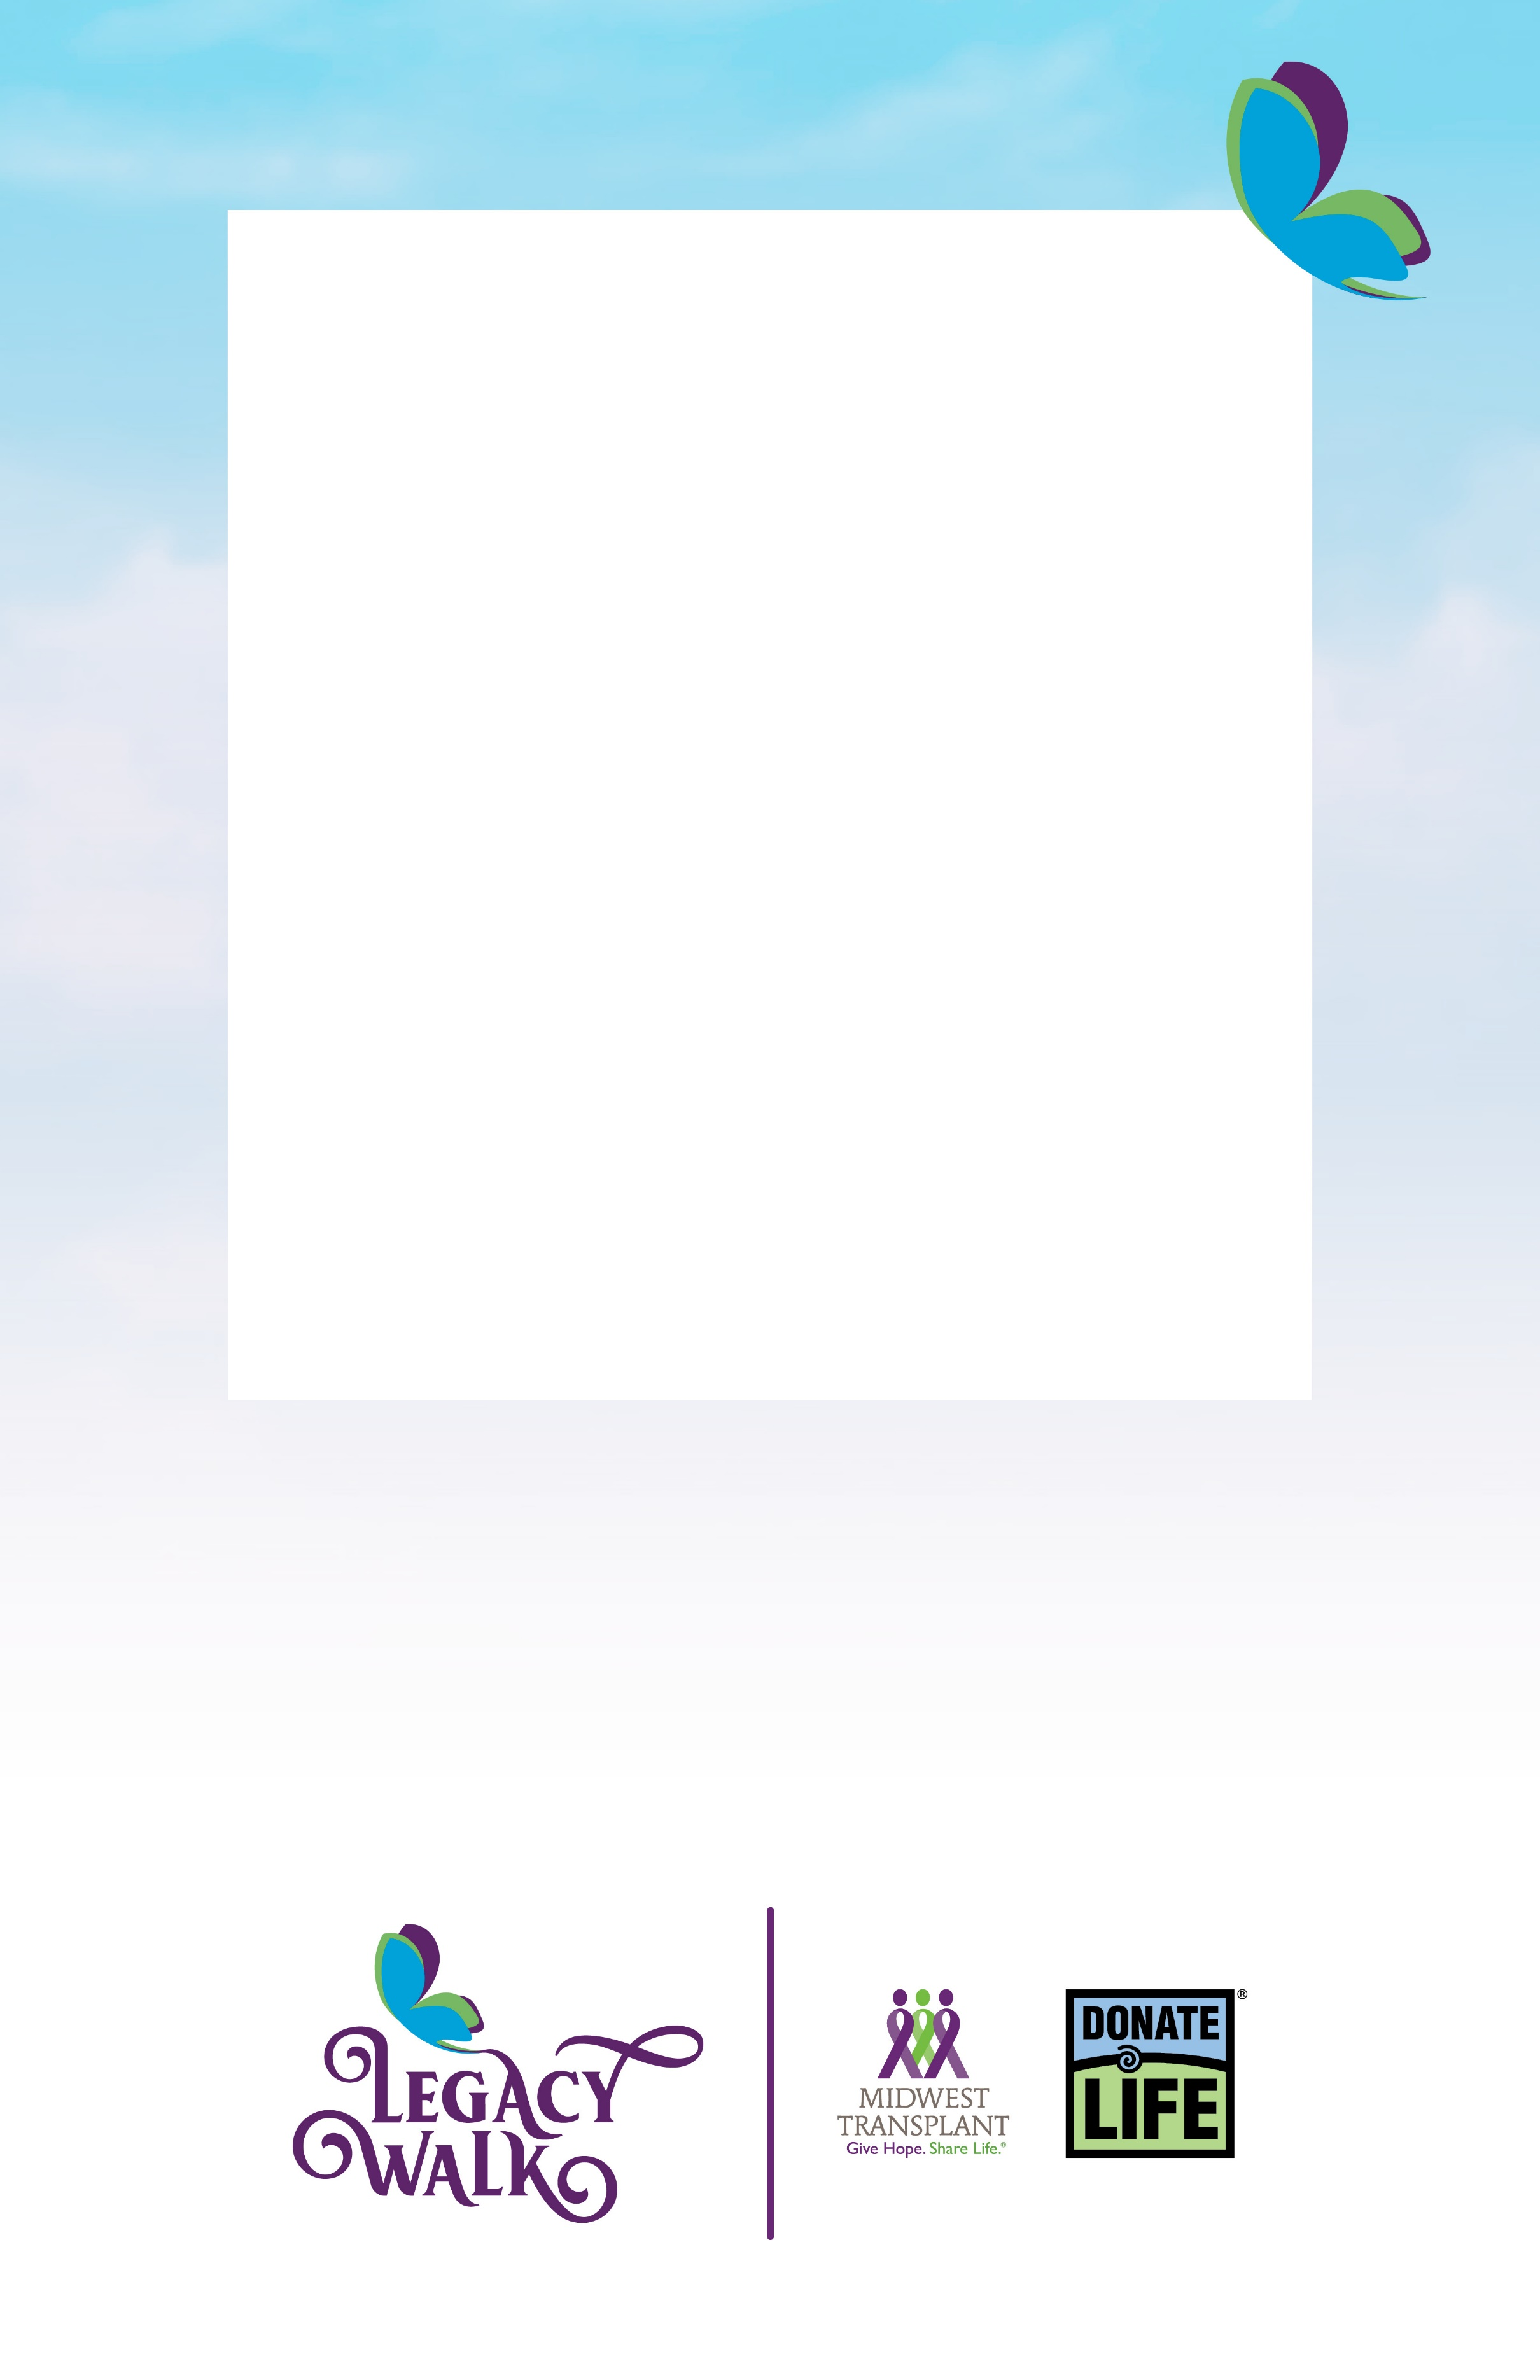 LEGACY
WALK
MIDWEST
TRANSPLANT
Give Hope. Share Life.®
DONATE
LIFE
®